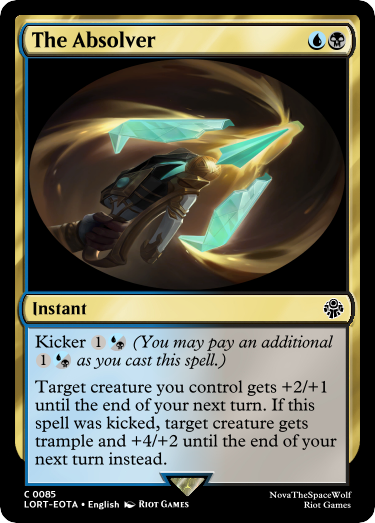 The Absolver
Instant
Kicker 1 (You may pay an additional
1 as you cast this spell.)
Target creature you control gets +2/+1
until the end of your next turn. If this
spell was kicked, target creature gets
trample and +4/+2 until the end of your
next turn instead.
C 0085
LORT-EOTA • English Riot Games
NovaTheSpaceWolf
Riot Games